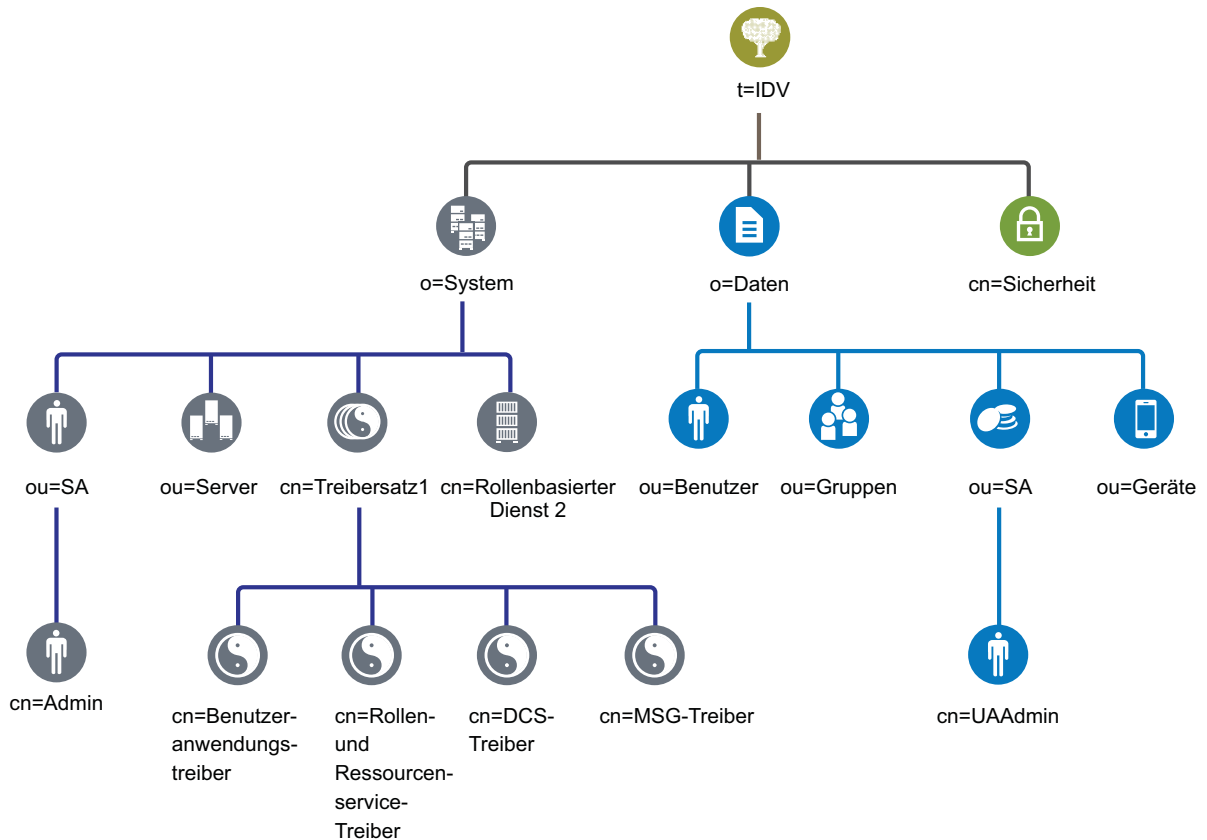 t=IDV
o=System
o=Daten
cn=Sicherheit
ou=SA
ou=Server
cn=Treibersatz1
cn=Rollenbasierter
Dienst 2
ou=Benutzer
ou=Gruppen
ou=SA
ou=Geräte
cn=Admin
cn=Benutzer-
anwendungs-
treiber
cn=Rollen-
und
Ressourcen-
service-
Treiber
cn=DCS-
Treiber
cn=MSG-Treiber
cn=UAAdmin